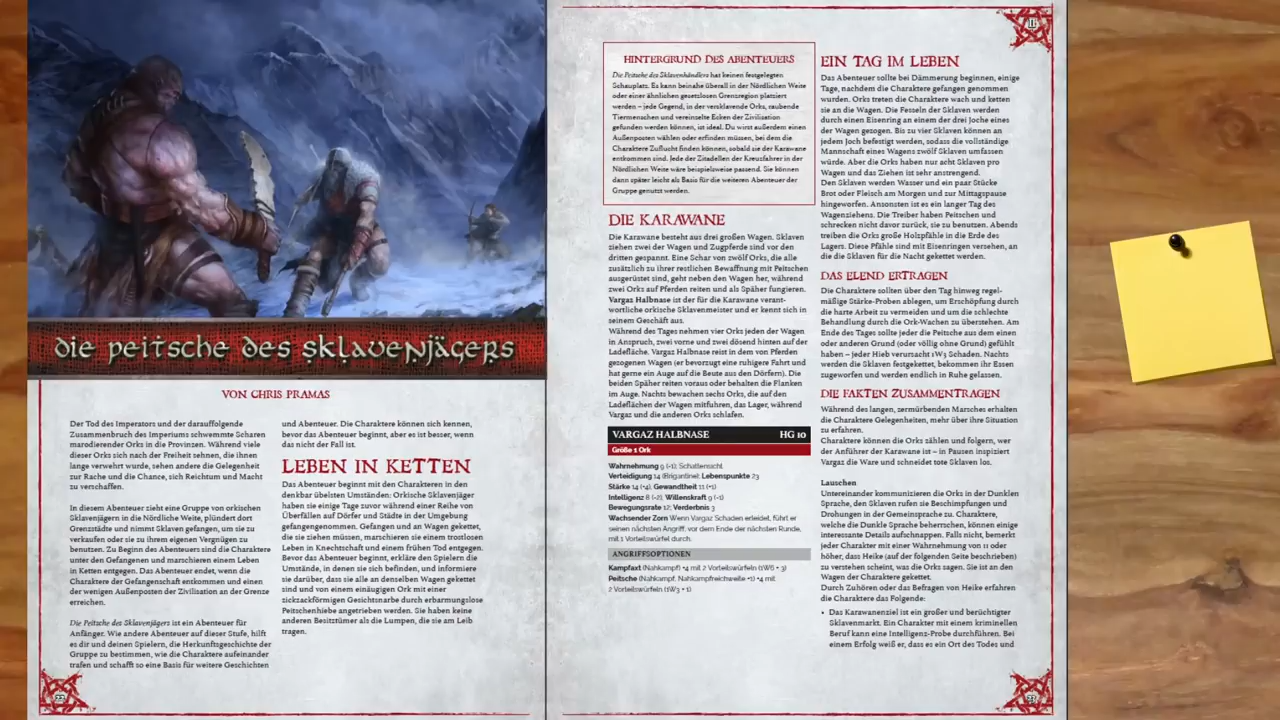 die peitsche des sklavenjägers
VON CHRIS PRAMAS
Der Tod des Imperators und der darauffolgende
Zusammenbruch des Imperiums schwemmte Scharen
marodierender Orks in die Provinzen. Während viele
dieser Orks sich nach der Freiheit sehnen, die ihnen
lange verwehrt wurde, sehen andere die Gelegenheit
zur Rache und die Chance, sich Reichtum und Macht
zu verschaffen.
In diesem Abenteuer zieht eine Gruppe von orkischen
Sklavenjägern in die Nördliche Weite, plündert dort
Grenzstädte und nimmt Sklaven gefangen, um sie zu
verkaufen oder sie zu ihrem eigenen Vergnügen zu
benutzen. Zu Beginn des Abenteuers sind die Charaktere
unter den Gefangenen und marschieren einem Leben
in Ketten entgegen. Das Abenteuer endet, wenn die
Charaktere der Gefangenschaft entkommen und einen
der wenigen Außenposten der Zivilisation an der Grenze
erreichen.
Die Peitsche des Sklavenjägers ist ein Abenteuer für
Anfänger. Wie andere Abenteuer auf dieser Stufe, hilft
es dir und deinen Spielern, die Herkunftsgeschichte der
Gruppe zu bestimmen, wie die Charaktere aufeinander
trafen und schafft so eine Basis für weitere Geschichten
und Abenteuer. Die Charaktere können sich kennen,
bevor das Abenteuer beginnt, aber es ist besser, wenn
das nicht der Fall ist.
LEBEN IN KETTEN
Das Abenteuer beginnt mit den Charakteren in den
denkbar übelsten Umständen: Orkische Sklavenjäger
haben sie einige Tage zuvor während einer Reihe von
Überfällen auf Dörfer und Städte in der Umgebung
gefangengenommen. Gefangen und an Wagen gekettet,
die sie ziehen müssen, marschieren sie einem trostlosen
Leben in Knechtschaft und einem frühen Tod entgegen.
Bevor das Abenteuer beginnt, erkläre den Spielern die
Umstände, in denen sie sich befinden, und informiere
sie darüber, dass sie alle an denselben Wagen gekettet
sind und von einem einäugigen Ork mit einer
zickzackförmigen Gesichtsnarbe durch erbarmungslose
Peitschenhiebe angetrieben werden. Sie haben keine
anderen Besitztümer als die Lumpen, die sie am Leib
tragen.
22
HINTERGRUND DES ABENTEUERS
Die Peitsche des Sklavenhändlers hat keinen festgelegten
Schauplatz. Es kann beinahe überall in der Nördlichen Weite
oder einer ähnlichen gesetzlosen Grenzregion platziert
werden – jede Gegend, in der versklavende Orks, raubende
Tiermenschen und vereinzelte Ecken der Zivilisation
gefunden werden können, ist ideal. Du wirst außerdem einen
Außenposten wählen oder erfinden müssen, bei dem die
Charaktere Zuflucht finden können, sobald sie der Karawane
entkommen sind. Jede der Zitadellen der Kreuzfahrer in der
Nördlichen Weite wäre beispielsweise passend. Sie können
dann später leicht als Basis für die weiteren Abenteuer der
Gruppe genutzt werden.
DIE KARAWANE
Die Karawane besteht aus drei großen Wagen. Sklaven
ziehen zwei der Wagen und Zugpferde sind vor den
dritten gespannt. Eine Schar von zwölf Orks, die alle
zusätzlich zu ihrer restlichen Bewaffnung mit Peitschen
ausgerüstet sind, geht neben den Wagen her, während
zwei Orks auf Pferden reiten und als Späher fungieren.
Vargaz Halbnase ist der für die Karawane verant-
wortliche orkische Sklavenmeister und er kennt sich in
seinem Geschäft aus.
Während des Tages nehmen vier Orks jeden der Wagen
in Anspruch, zwei vorne und zwei dösend hinten auf der
Ladefläche. Vargaz Halbnase reist in dem von Pferden
gezogenen Wagen (er bevorzugt eine ruhigere Fahrt und
hat gerne ein Auge auf die Beute aus den Dörfern). Die
beiden Späher reiten voraus oder behalten die Flanken
im Auge. Nachts bewachen sechs Orks, die auf den
Ladeflächen der Wagen mitfuhren, das Lager, während
Vargaz und die anderen Orks schlafen.
VARGAZ HALBNASE HG 10
Größe 1 Ork
Wahrnehmung 9 (-1); Schattensicht
Verteidigung 14 (Brigantine); Lebenspunkte 23
Stärke 14 (+4), Gewandtheit 11 (+1)
Intelligenz 8 (-2), Willenskraft 9 (-1)
Bewegungsrate 12; Verderbnis 3
Wachsender Zorn Wenn Vargaz Schaden erleidet, führt er
seinen nächsten Angriff, vor dem Ende der nächsten Runde,
mit 1 Vorteilswürfel durch.
ANGRIFFSOPTIONEN
Kampfaxt (Nahkampf) +4 mit 2 Vorteilswürfeln (1W6 + 3)
Peitsche (Nahkampf, Nahkampfreichweite +1) +4 mit
2 Vorteilswürfeln (1W3 + 1)
EIN TAG IM LEBEN
Das Abenteuer sollte bei Dämmerung beginnen, einige
Tage, nachdem die Charaktere gefangen genommen
wurden. Orks treten die Charaktere wach und ketten
sie an die Wagen. Die Fesseln der Sklaven werden
durch einen Eisenring an einem der drei Joche eines
der Wagen gezogen. Bis zu vier Sklaven können an
jedem Joch befestigt werden, sodass die vollständige
Mannschaft eines Wagens zwölf Sklaven umfassen
würde. Aber die Orks haben nur acht Sklaven pro
Wagen und das Ziehen ist sehr anstrengend.
Den Sklaven werden Wasser und ein paar Stücke
Brot oder Fleisch am Morgen und zur Mittagspause
hingeworfen. Ansonsten ist es ein langer Tag des
Wagenziehens. Die Treiber haben Peitschen und
schrecken nicht davor zurück, sie zu benutzen. Abends
treiben die Orks große Holzpfähle in die Erde des
Lagers. Diese Pfähle sind mit Eisenringen versehen, an
die die Sklaven für die Nacht gekettet werden.
DAS ELEND ERTRAGEN
Die Charaktere sollten über den Tag hinweg regel-
mäßige Stärke-Proben ablegen, um Erschöpfung durch
die harte Arbeit zu vermeiden und um die schlechte
Behandlung durch die Ork-Wachen zu überstehen. Am
Ende des Tages sollte jeder die Peitsche aus dem einen
oder anderen Grund (oder völlig ohne Grund) gefühlt
haben – jeder Hieb verursacht 1W3 Schaden. Nachts
werden die Sklaven festgekettet, bekommen ihr Essen
zugeworfen und werden endlich in Ruhe gelassen.
DIE FAKTEN ZUSAMMENTRAGEN
Während des langen, zermürbenden Marsches erhalten
die Charaktere Gelegenheiten, mehr über ihre Situation
zu erfahren.
Charaktere können die Orks zählen und folgern, wer
der Anführer der Karawane ist – in Pausen inspiziert
Vargaz die Ware und schneidet tote Sklaven los.
Lauschen
Untereinander kommunizieren die Orks in der Dunklen
Sprache, den Sklaven rufen sie Beschimpfungen und
Drohungen in der Gemeinsprache zu. Charaktere,
welche die Dunkle Sprache beherrschen, können einige
interessante Details aufschnappen. Falls nicht, bemerkt
jeder Charakter mit einer Wahrnehmung von 11 oder
höher, dass Heike (auf der folgenden Seite beschrieben)
zu verstehen scheint, was die Orks sagen. Sie ist an den
Wagen der Charaktere gekettet.
Durch Zuhören oder das Befragen von Heike erfahren
die Charaktere das Folgende:
• Das Karawanenziel ist ein großer und berüchtigter
Sklavenmarkt. Ein Charakter mit einem kriminellen
Beruf kann eine Intelligenz-Probe durchführen. Bei
einem Erfolg weiß er, dass es ein Ort des Todes und
23